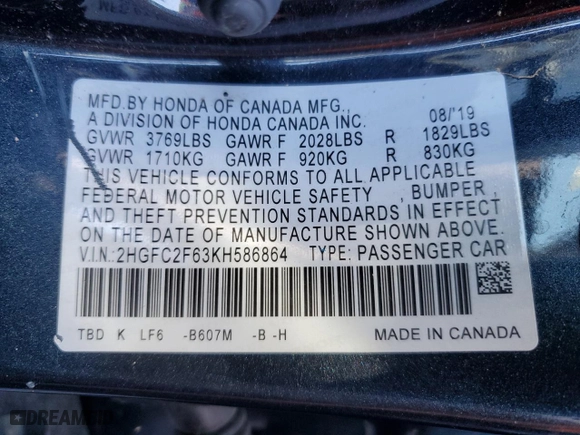 MFD.BY HONDA OF CANADA MFG.,
A DIVISION OF HONDA CANADA INC. 08/'19
GVWR 3769LBS GAWR F 2028LBS R 1829LBS
GVWR 1710KG GAWR F 920KG R 830KG
THIS VEHICLE CONFORMS TO ALL APPLICABLE
FEDERAL MOTOR VEHICLE SAFETY , BUMPER ,
AND THEFT PREVENTION STANDARDS IN EFFECT
ON THE DATE OF MANUFACTURE SHOWN ABOVE.
V.I.N.:2HGFC2F63KH586864 TYPE: PASSENGER CAR
TBD K LF6 -B607M -B -H MADE IN CANADA
DREAMBID